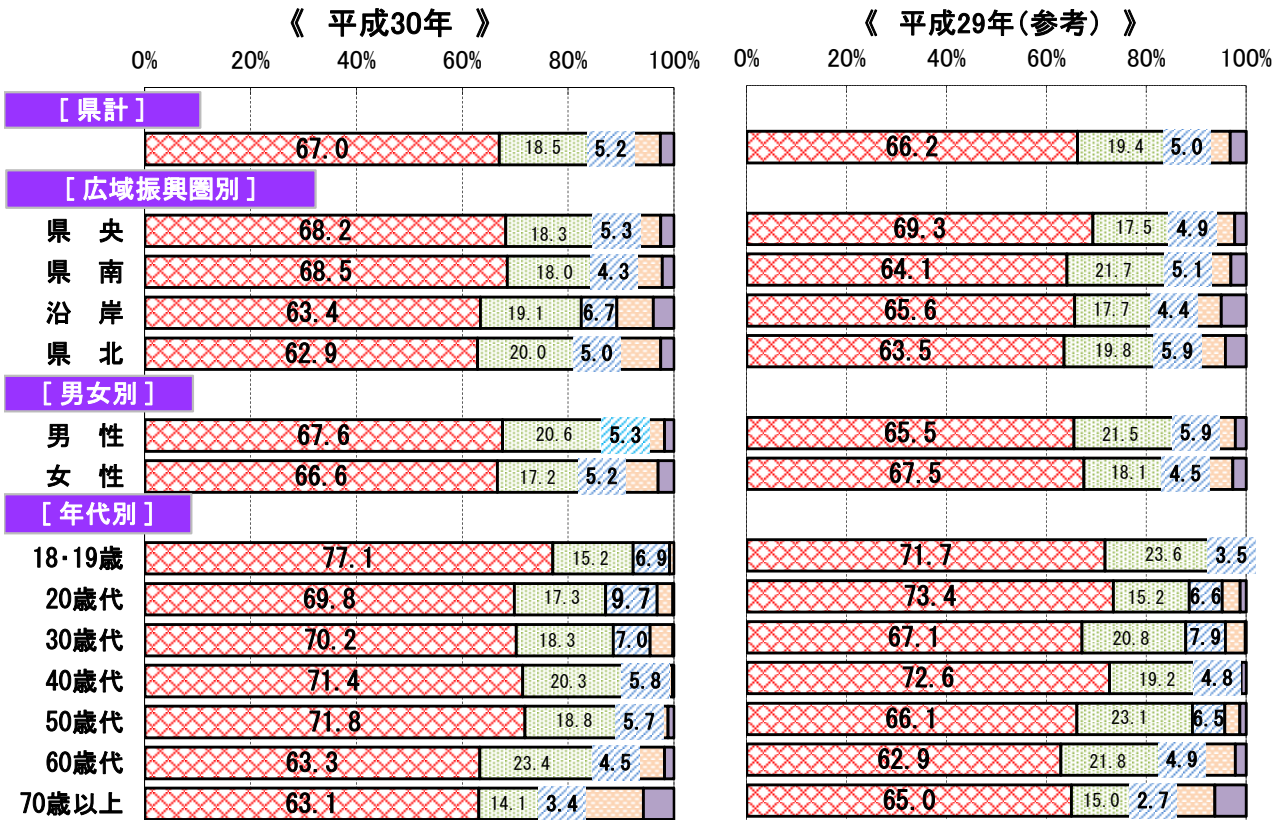 《 平成30年 》 《 平成29年(参考) 》
0% 20% 40% 60% 80% 100% 0% 20% 40% 60% 80% 100%
[ 県計 ]
67.0 18.5 5.2 66.2 19.4 5.0
[ 広域振興圏別 ]
県 央 68.2 18.3 5.3 69.3 17.5 4.9
県 南 68.5 18.0 4.3 64.1 21.7 5.1
沿 岸 63.4 19.1 6.7 65.6 17.7 4.4
県 北 62.9 20.0 5.0 63.5 19.8 5.9
[ 男女別 ]
男 性 67.6 20.6 5.3 65.5 21.5 5.9
女 性 66.6 17.2 5.2 67.5 18.1 4.5
[ 年代別 ]
18・19歳 77.1 15.2 6.9 71.7 23.6 3.5
20歳代 69.8 17.3 9.7 73.4 15.2 6.6
30歳代 70.2 18.3 7.0 67.1 20.8 7.9
40歳代 71.4 20.3 5.8 72.6 19.2 4.8
50歳代 71.8 18.8 5.7 66.1 23.1 6.5
60歳代 63.3 23.4 4.5 62.9 21.8 4.9
70歳以上 63.1 14.1 3.4 65.0 15.0 2.7